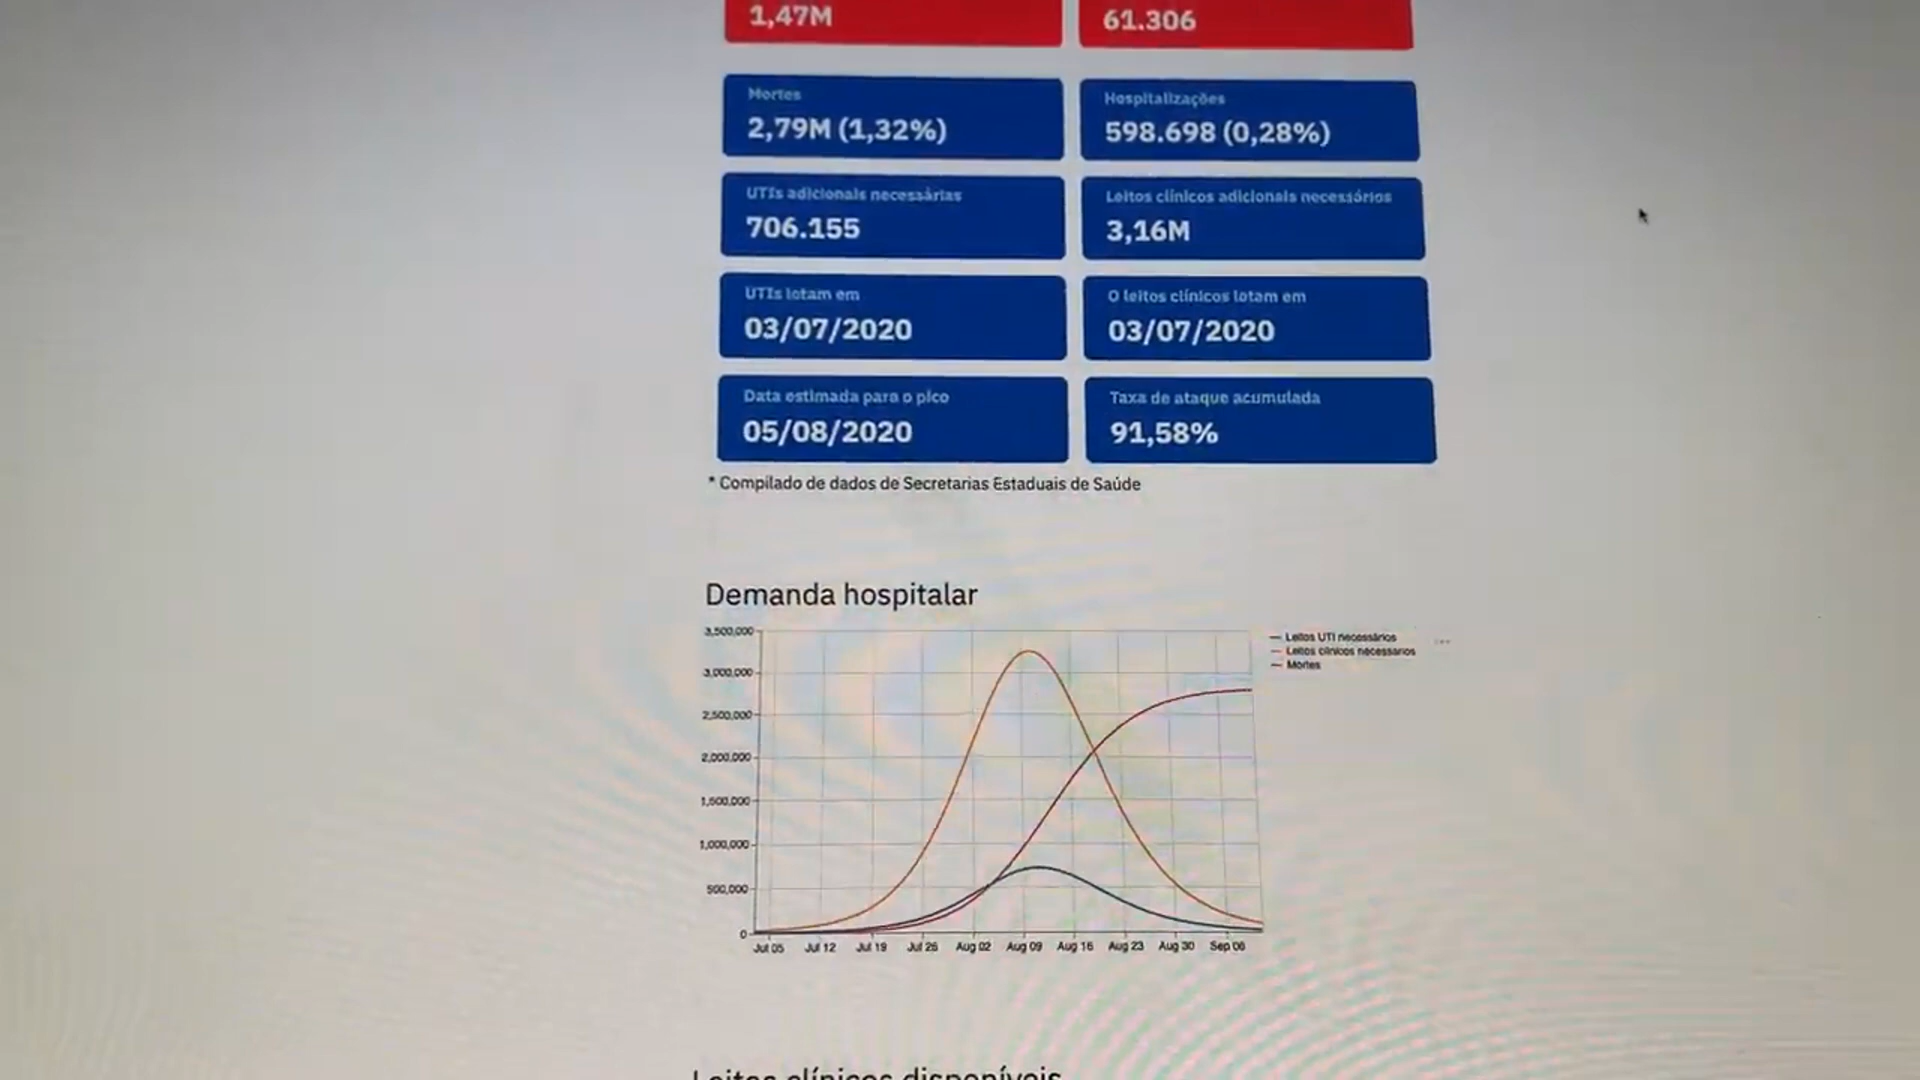 1,47M
61.306
Mortes
2,79M (1,32%)
Hospitalizações
598.698 (0,28%)
UTIs adicionais necessárias
706.155
Leitos clínicos adicionais necessários
3,16M
UTIs lotam em
03/07/2020
O leitos clínicos lotam em
03/07/2020
Data estimada para o pico
05/08/2020
Taxa de ataque acumulada
91,58%
* Compilado de dados de Secretarias Estaduais de Saúde
Demanda hospitalar
3,500,000
3,000,000
2,500,000
2,000,000
1,500,000
1,000,000
500,000
0
Jul 05 Jul 12 Jul 19 Jul 26 Aug 02 Aug 09 Aug 16 Aug 23 Aug 30 Sep 06
Leitos UTI necessários
Leitos clínicos necessários
Mortes
Leitos clínicos disponíveis